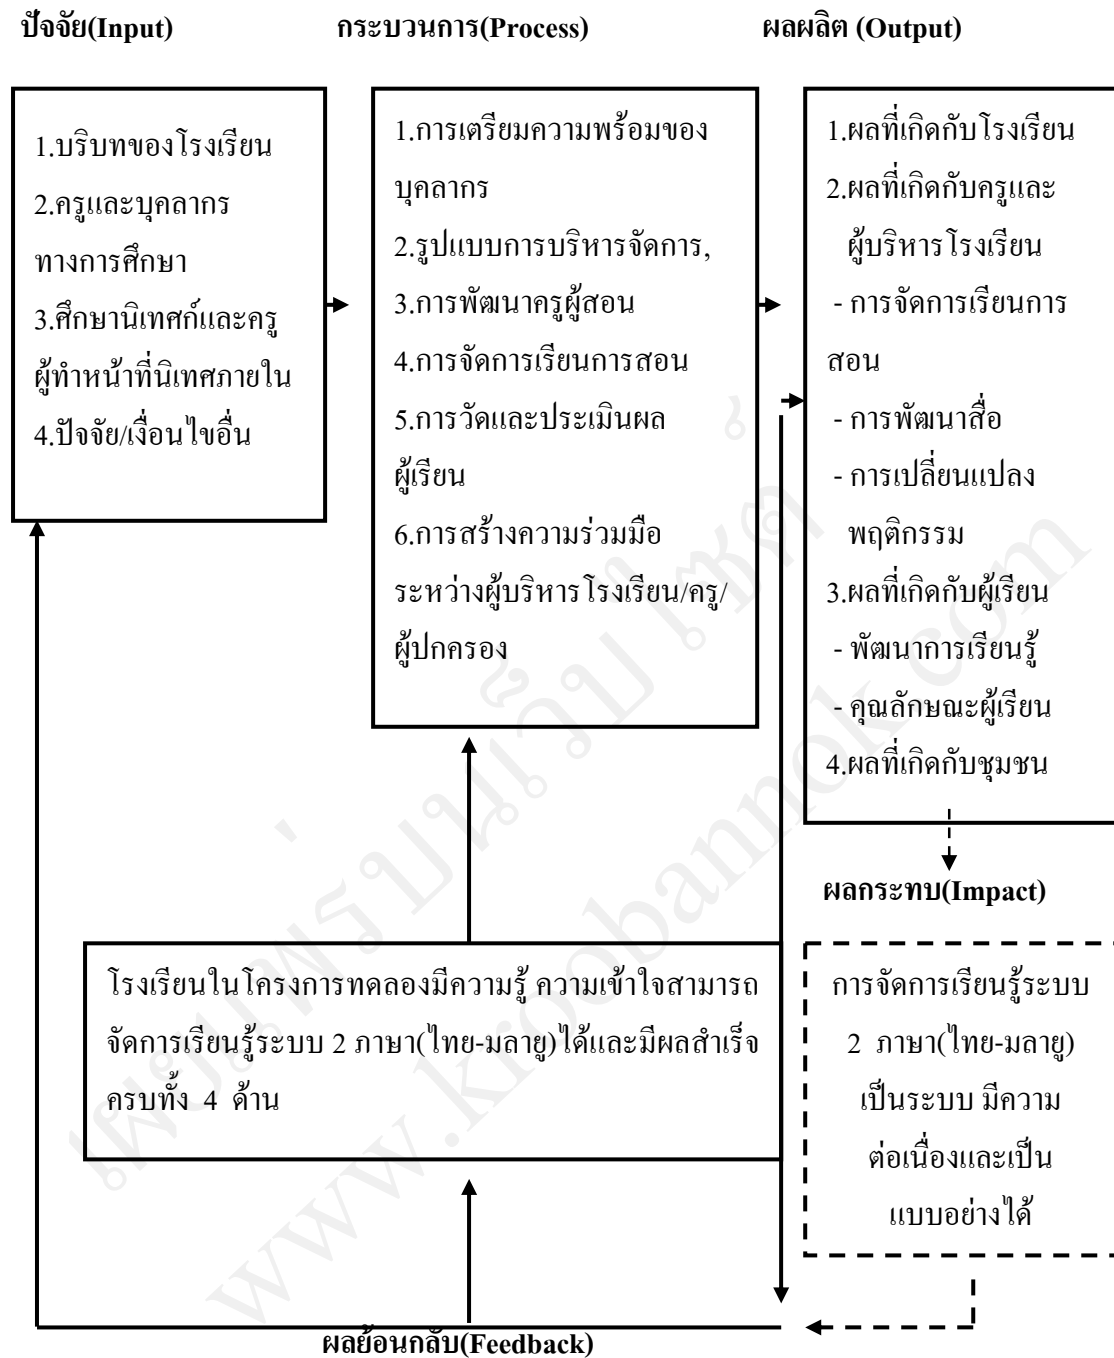 ปัจจัย(Input)
กระบวนการ(Process)
ผลผลิต (Output)
1.บริบทของโรงเรียน
2.ครูและบุคลากร
ทางการศึกษา
3.ศึกษานิเทศก์และครู
ผู้ทำหน้าที่นิเทศภายใน
4.ปัจจัย/เงื่อนไขอื่น
1.การเตรียมความพร้อมของ
บุคลากร
2.รูปแบบการบริหารจัดการ,
3.การพัฒนาครูผู้สอน
4.การจัดการเรียนการสอน
5.การวัดและประเมินผล
ผู้เรียน
6.การสร้างความร่วมมือ
ระหว่างผู้บริหารโรงเรียน/ครู/
ผู้ปกครอง
1.ผลที่เกิดกับโรงเรียน
2.ผลที่เกิดกับครูและ
ผู้บริหารโรงเรียน
- การจัดการเรียนการ
สอน
- การพัฒนาสื่อ
- การเปลี่ยนแปลง
พฤติกรรม
3.ผลที่เกิดกับผู้เรียน
- พัฒนาการเรียนรู้
- คุณลักษณะผู้เรียน
4.ผลที่เกิดกับชุมชน
ผลกระทบ(Impact)
โรงเรียนในโครงการทดลองมีความรู้ ความเข้าใจสามารถ
จัดการเรียนรู้ระบบ 2 ภาษา(ไทย-มลายู)ได้และมีผลสำเร็จ
ครบทั้ง 4 ด้าน
การจัดการเรียนรู้ระบบ
2 ภาษา(ไทย-มลายู)
เป็นระบบ มีความ
ต่อเนื่องและเป็น
แบบอย่างได้
ผลย้อนกลับ(Feedback)
เผยแพร่บนเว็บไซต์
www.kroobannok.com